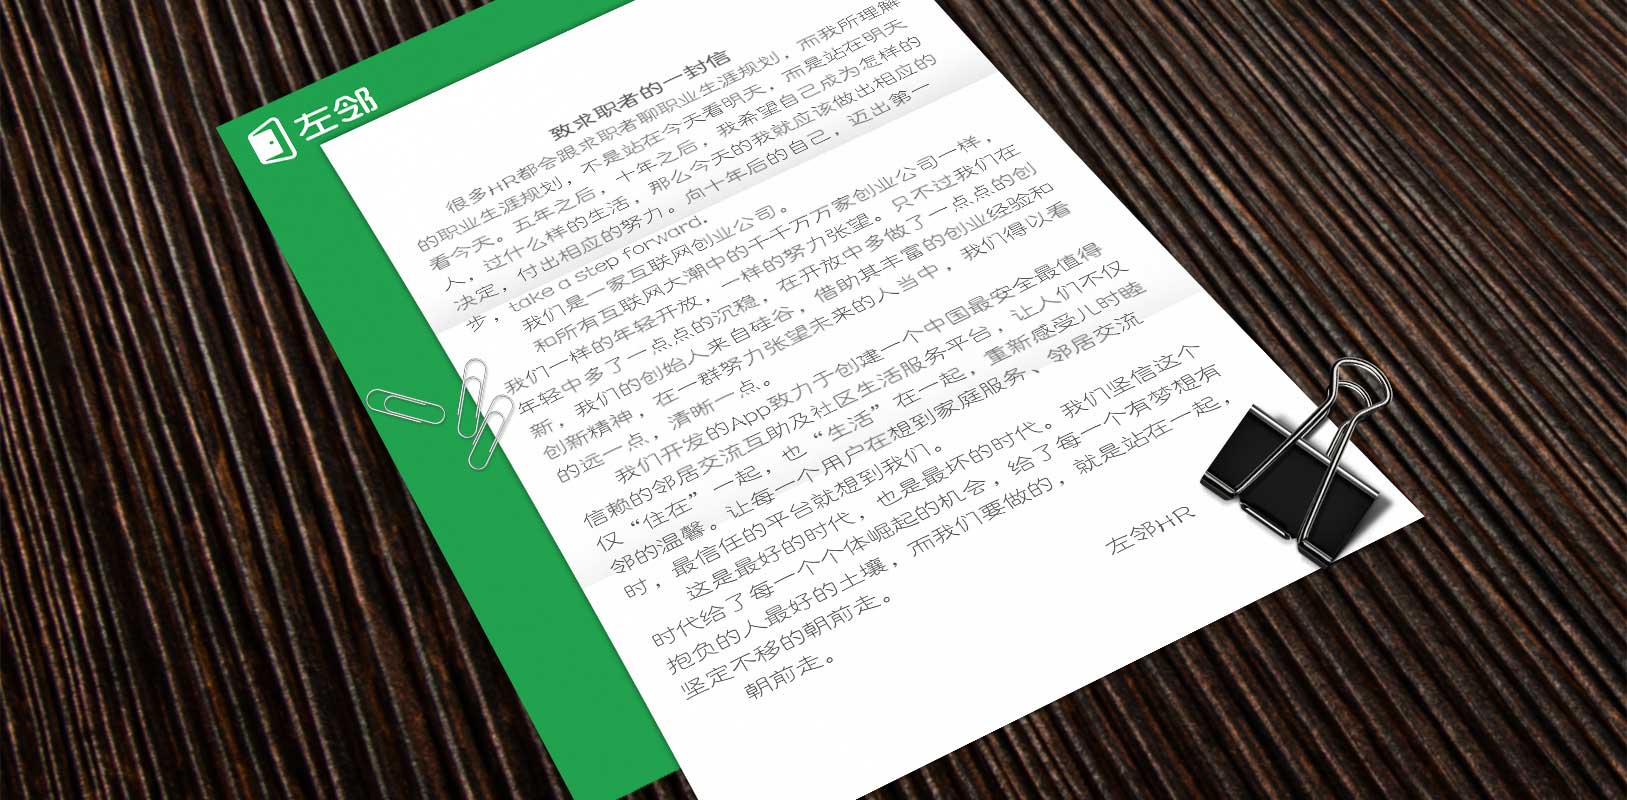 左邻
致求职者的一封信
很多HR都会跟求职者聊职业生涯规划，而我所理解
的职业生涯规划，不是站在今天看明天，而是站在明天
看今天。五年之后，十年之后，我希望自己成为怎样的
人，过什么样的生活，那么今天的我就应该做出相应的
决定，付出相应的努力。向十年后的自己，迈出第一
步，take a step forward.
我们是一家互联网创业公司。
和所有互联网大潮中的千千万万家创业公司一样，
我们一样的年轻开放，一样的努力张望。只不过我们在
年轻中多了一点点的沉稳，在开放中多做了一点点的创
新，我们的创始人来自硅谷，借助其丰富的创业经验和
创新精神，在一群努力张望未来的人当中，我们得以看
的远一点，清晰一点。
我们开发的App致力于创建一个中国最安全最值得
信赖的邻居交流互助及社区生活服务平台，让人们不仅
仅“住在”一起，也“生活”在一起，重新感受儿时睦
邻的温馨。让每一个用户在想到家庭服务、邻居交流
时，最信任的平台就想到我们。
这是最好的时代，也是最坏的时代。我们坚信这个
时代给了每一个个体崛起的机会，给了每一个有梦想有
抱负的人最好的土壤，而我们要做的，就是站在一起，
坚定不移的朝前走。
朝前走。
左邻HR